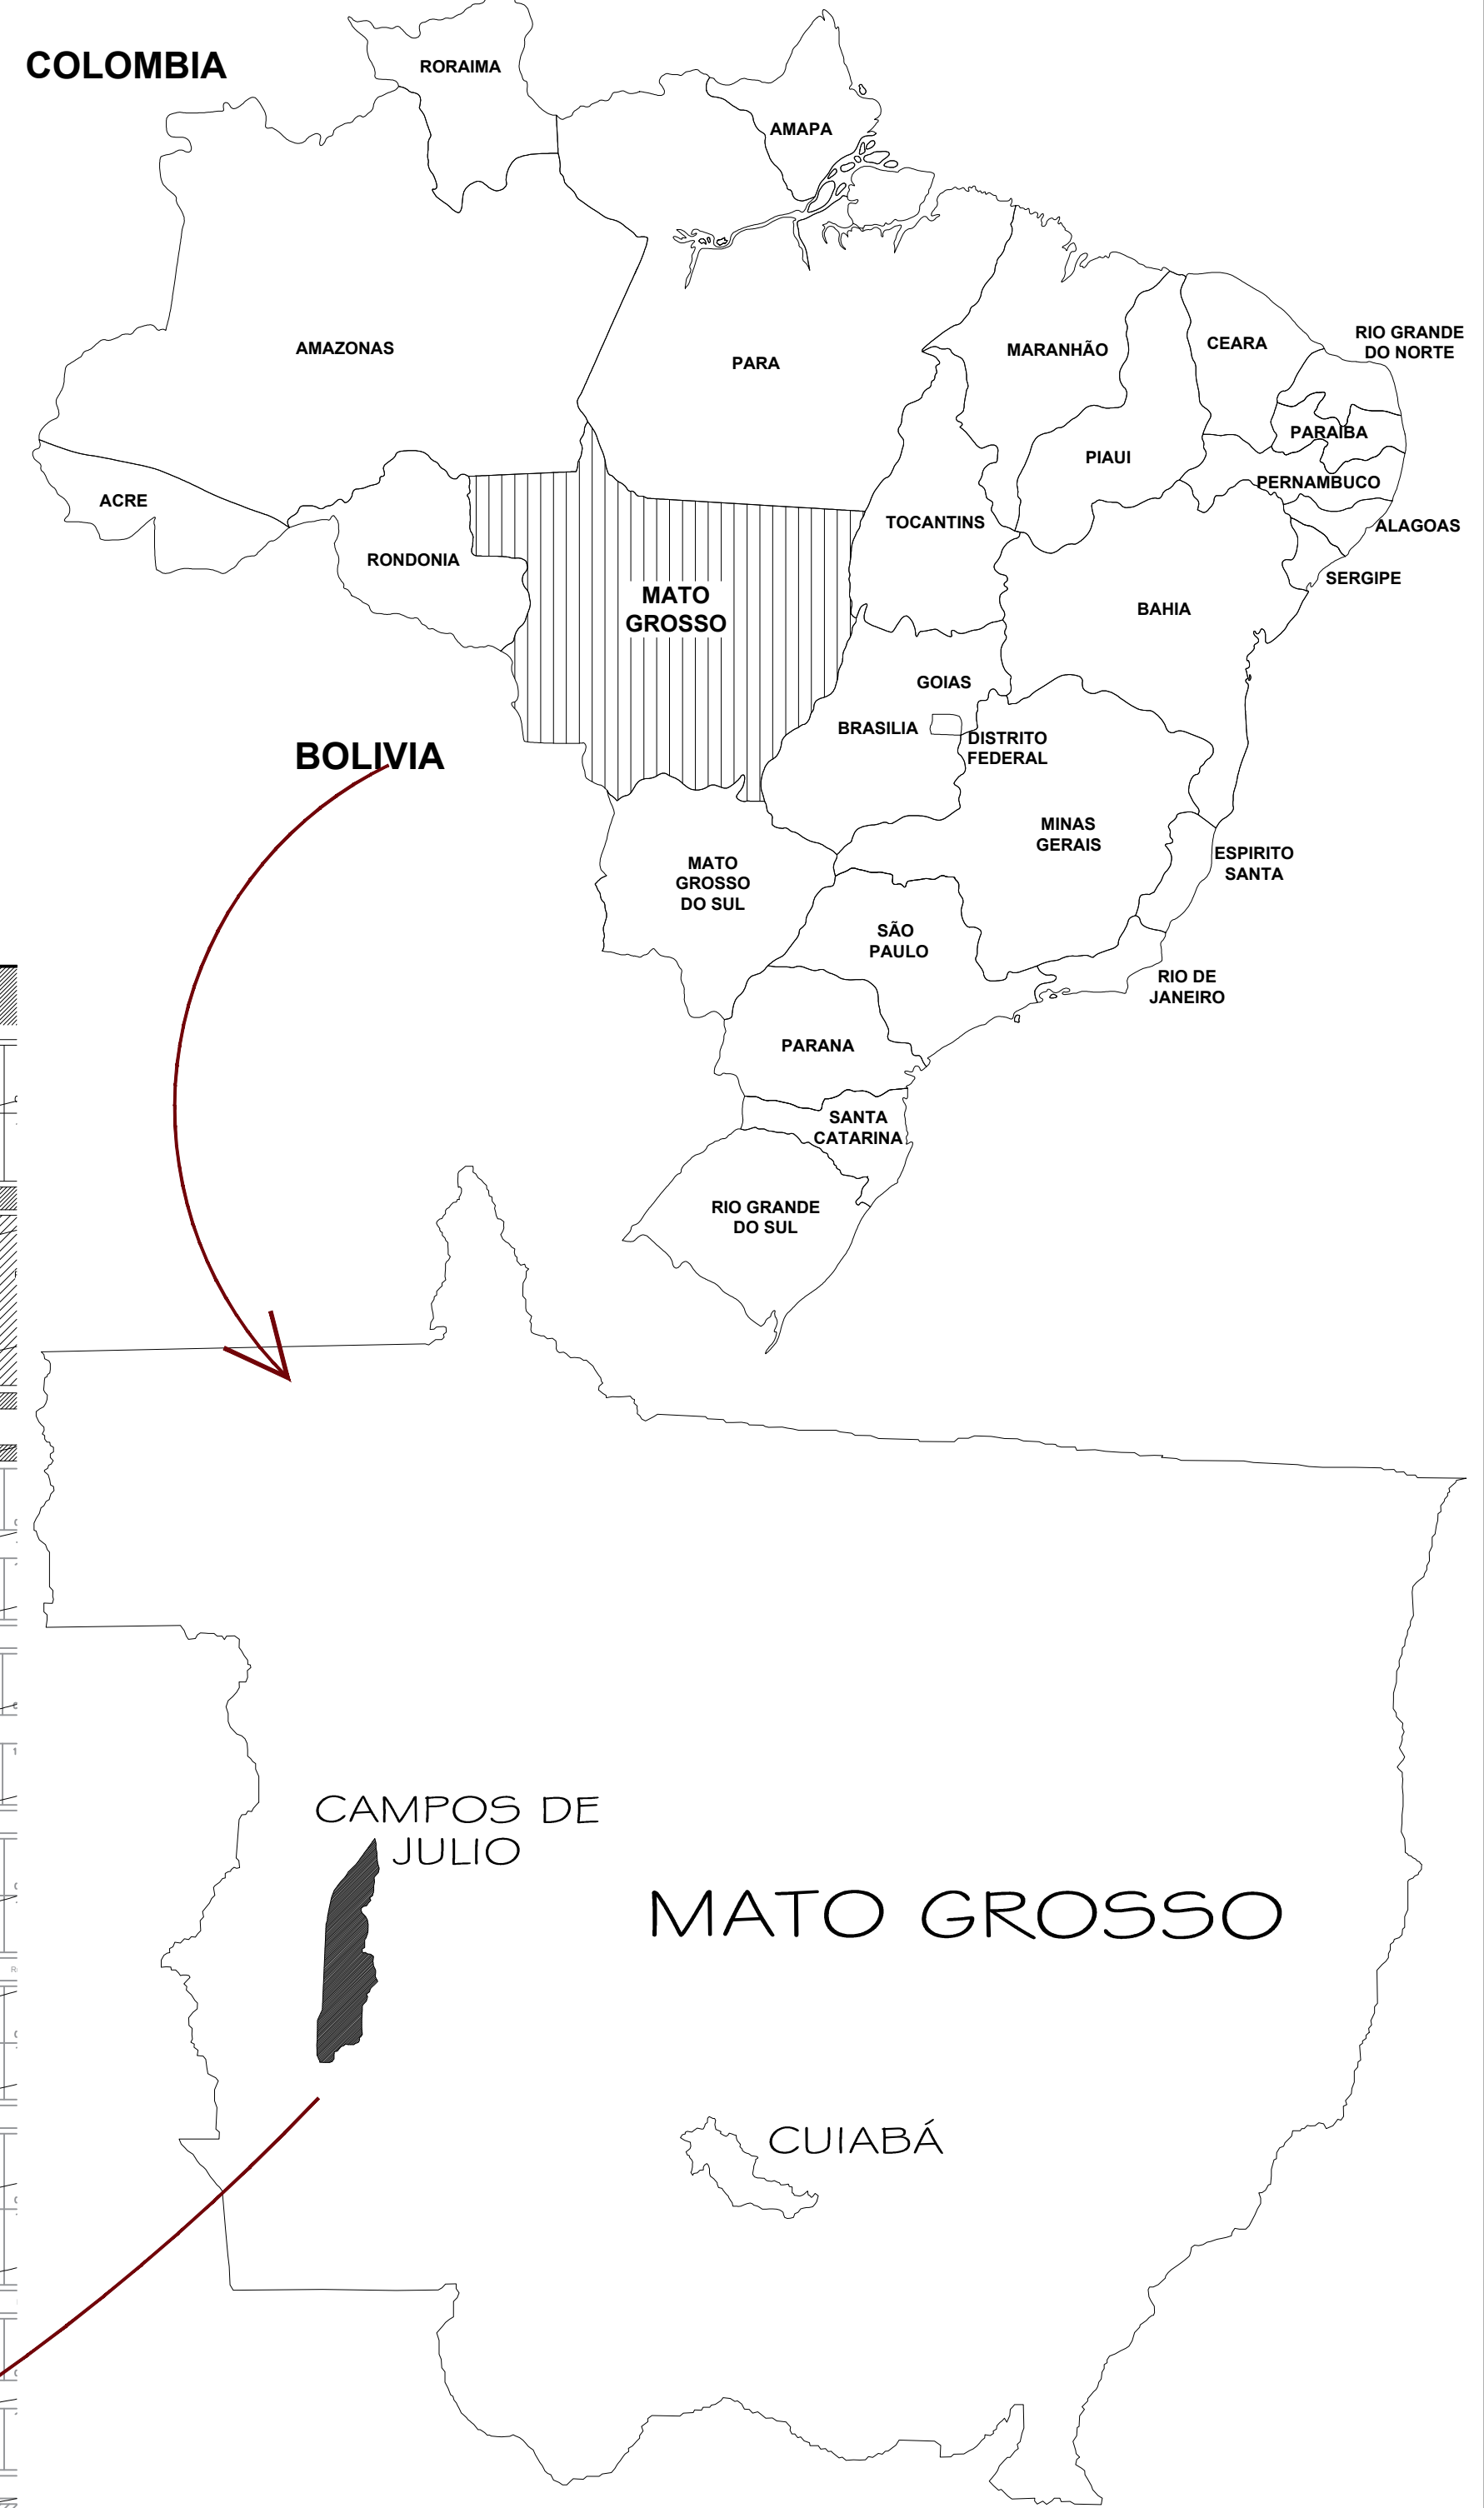 COLOMBIA
RORAIMA
AMAPA
AMAZONAS
PARA
MARANHÃO
CEARA
RIO GRANDE
DO NORTE
PARAIBA
PIAUI
PERNAMBUCO
ACRE
TOCANTINS
ALAGOAS
RONDONIA
SERGIPE
MATO
GROSSO
BAHIA
GOIAS
BRASILIA
DISTRITO
FEDERAL
BOLIVIA
MINAS
GERAIS
ESPIRITO
SANTA
MATO
GROSSO
DO SUL
SÃO
PAULO
RIO DE
JANEIRO
PARANA
SANTA
CATARINA
RIO GRANDE
DO SUL
CAMPOS DE
JULIO
MATO GROSSO
CUIABÁ